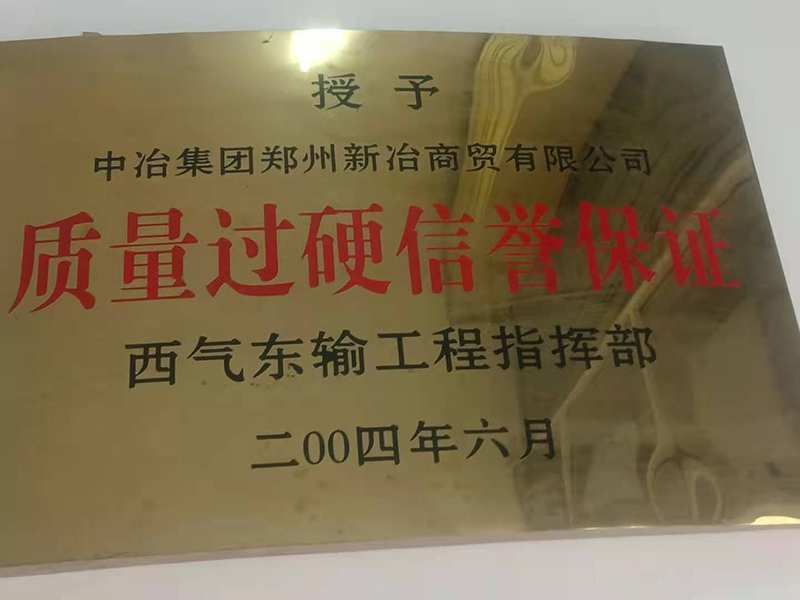 授予
中冶集团郑州新冶商贸有限公司
质量过硬信誉保证
西气东输工程指挥部
二00四年六月